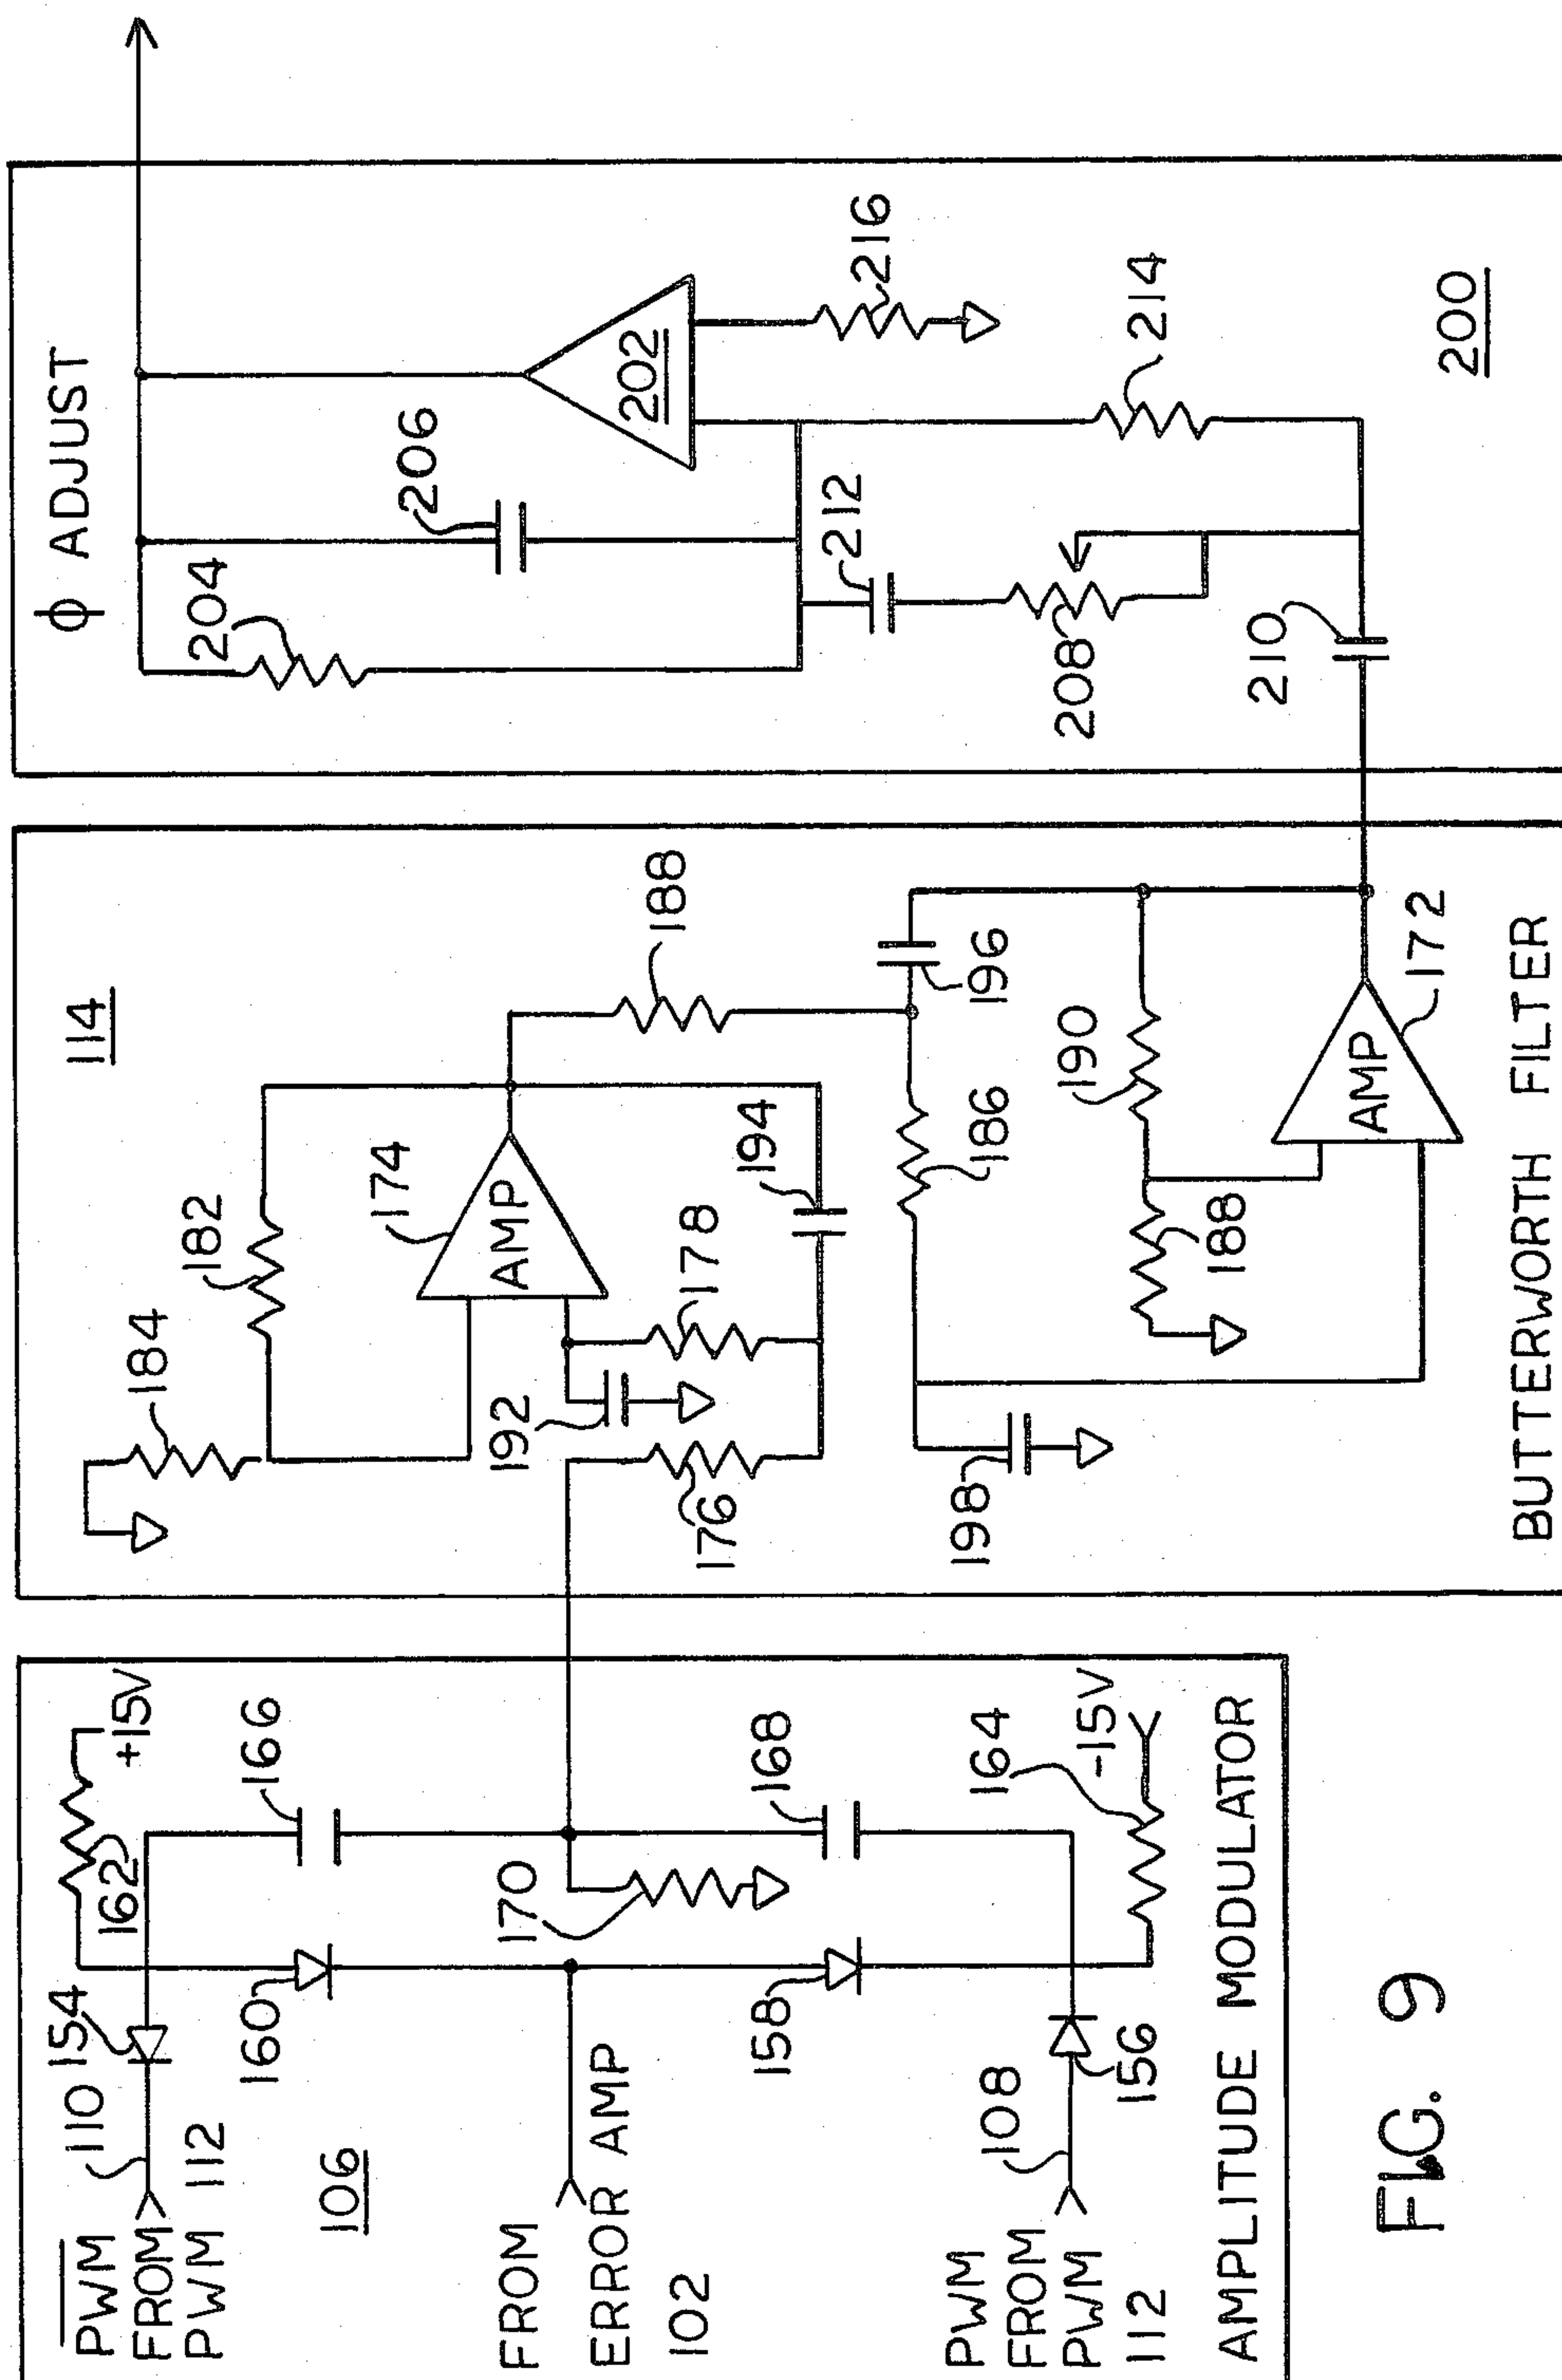 PWM
FROM
PWM 112
110
154
162
+15V
166
160
106
FROM
ERROR AMP
102
170
168
158
PWM
FROM
PWM
112
108
156
164
-15V
AMPLITUDE MODULATOR
114
184
182
174
AMP
188
192
178
194
176
186
196
198
190
188
AMP
172
BUTTERWORTH FILTER
φ ADJUST
204
206
202
216
212
208
214
210
200
FIG. 9